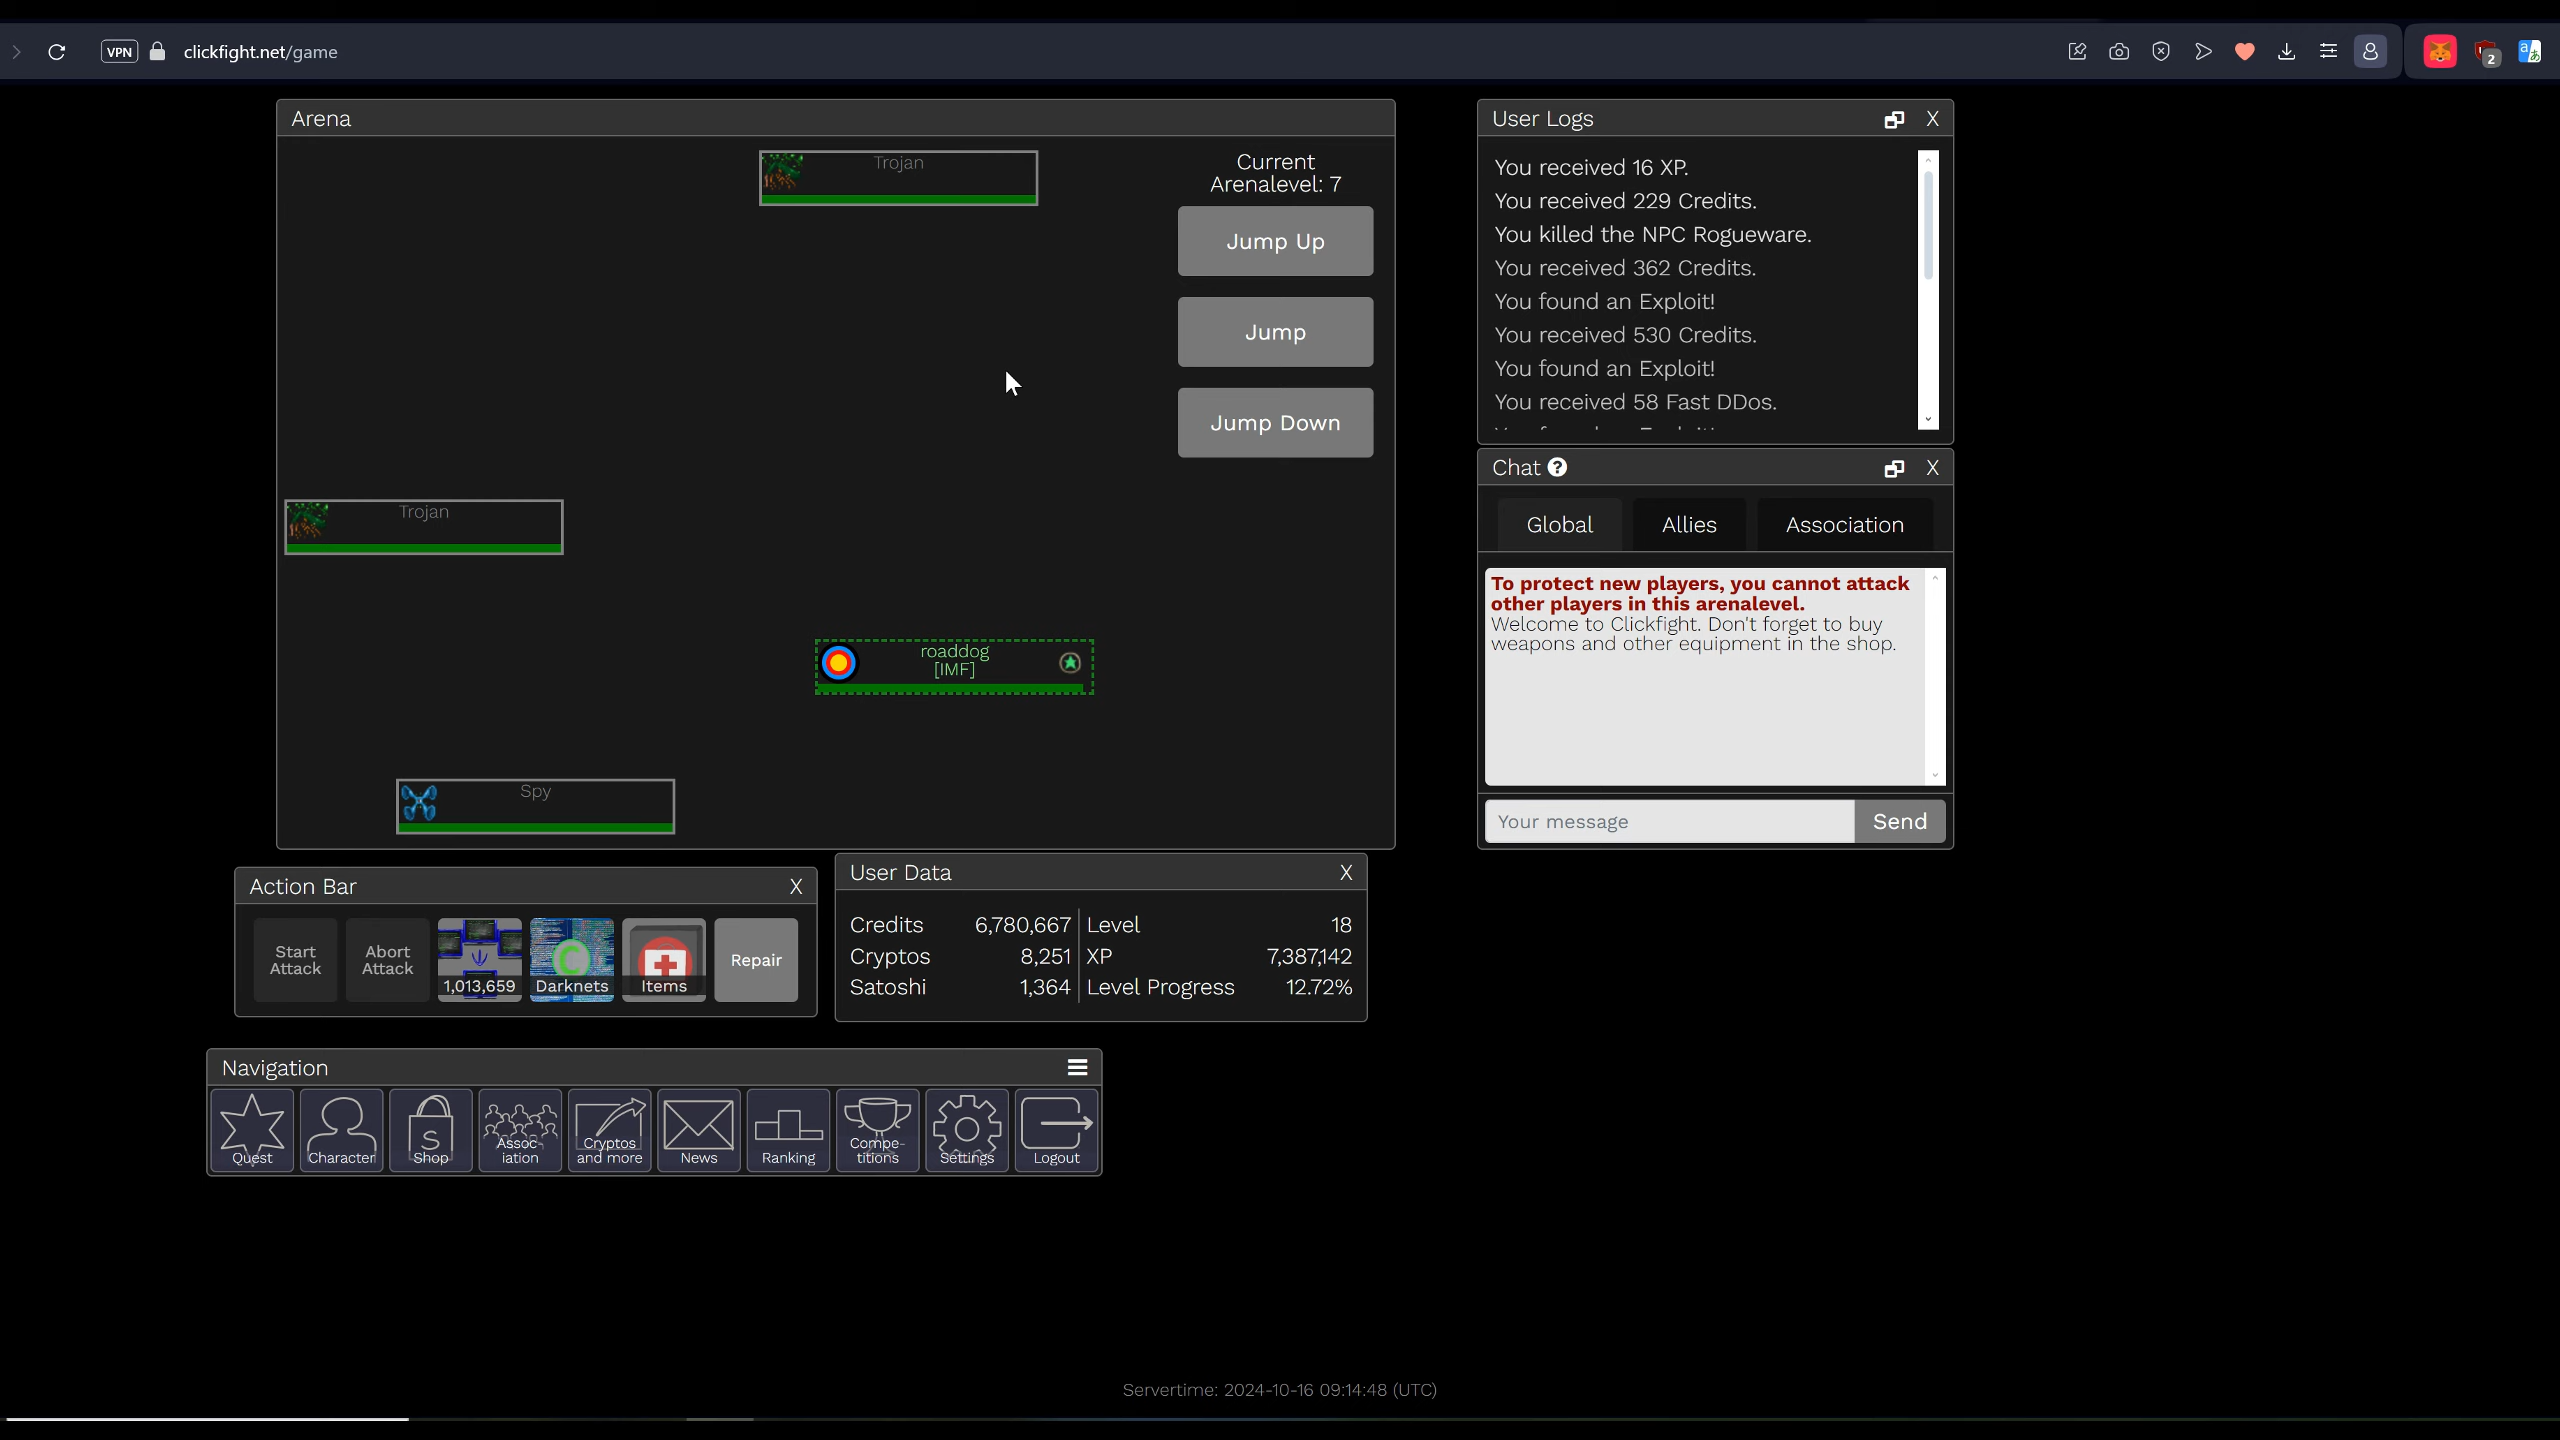 VPN
clickfight.net/game
2
Arena
Trojan
Current
Arenalevel: 7
Jump Up
Jump
Jump Down
Trojan
roaddog
[IMF]
Spy
User Logs
X
You received 16 XP.
You received 229 Credits.
You killed the NPC Rogueware.
You received 362 Credits.
You found an Exploit!
You received 530 Credits.
You found an Exploit!
You received 58 Fast DDos.
Chat ?
X
Global
Allies
Association
To protect new players, you cannot attack
other players in this arenalevel.
Welcome to Clickfight. Don't forget to buy
weapons and other equipment in the shop.
Your message
Send
Action Bar
X
Start
Attack
Abort
Attack
1,013,659
Darknets
Items
Repair
User Data
X
Credits 6,780,667 Level 18
Cryptos 8,251 XP 7,387,142
Satoshi 1,364 Level Progress 12.72%
Navigation
Quest
Character
S
Shop
Assoc-
iation
Cryptos
and more
News
Ranking
Compe-
titions
Settings
Logout
Servertime: 2024-10-16 09:14:48 (UTC)